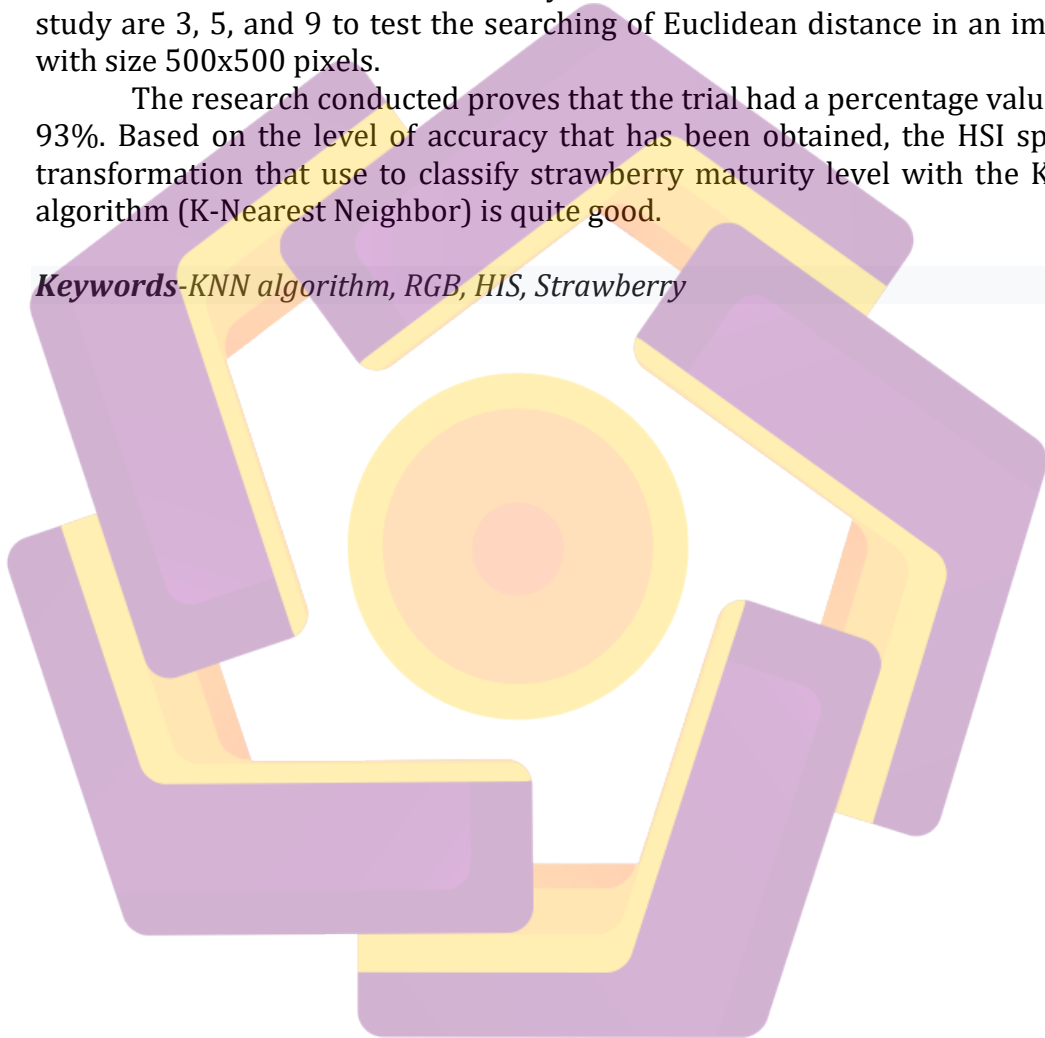 study are 3, 5, and 9 to test the searching of Euclidean distance in an im
with size 500x500 pixels.
The research conducted proves that the trial had a percentage valu
93%. Based on the level of accuracy that has been obtained, the HSI sp
transformation that use to classify strawberry maturity level with the K
algorithm (K-Nearest Neighbor) is quite good.
Keywords-KNN algorithm, RGB, HIS, Strawberry